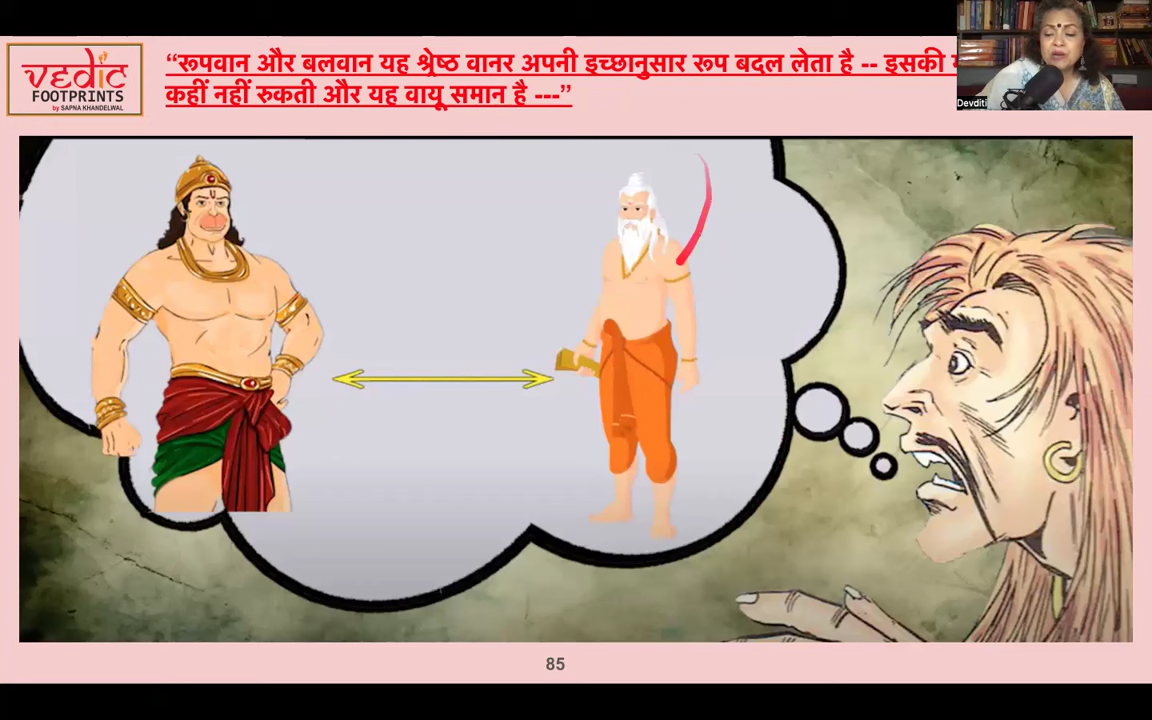 “रूपवान और बलवान यह श्रेष्ठ वानर अपनी इच्छानुसार रूप बदल लेता है -- इसकी
कहीं नहीं रुकती और यह वायू समान है ---”
VEDIC
FOOTPRINTS
by SAPNA KHANDELWAL
Devditi
85